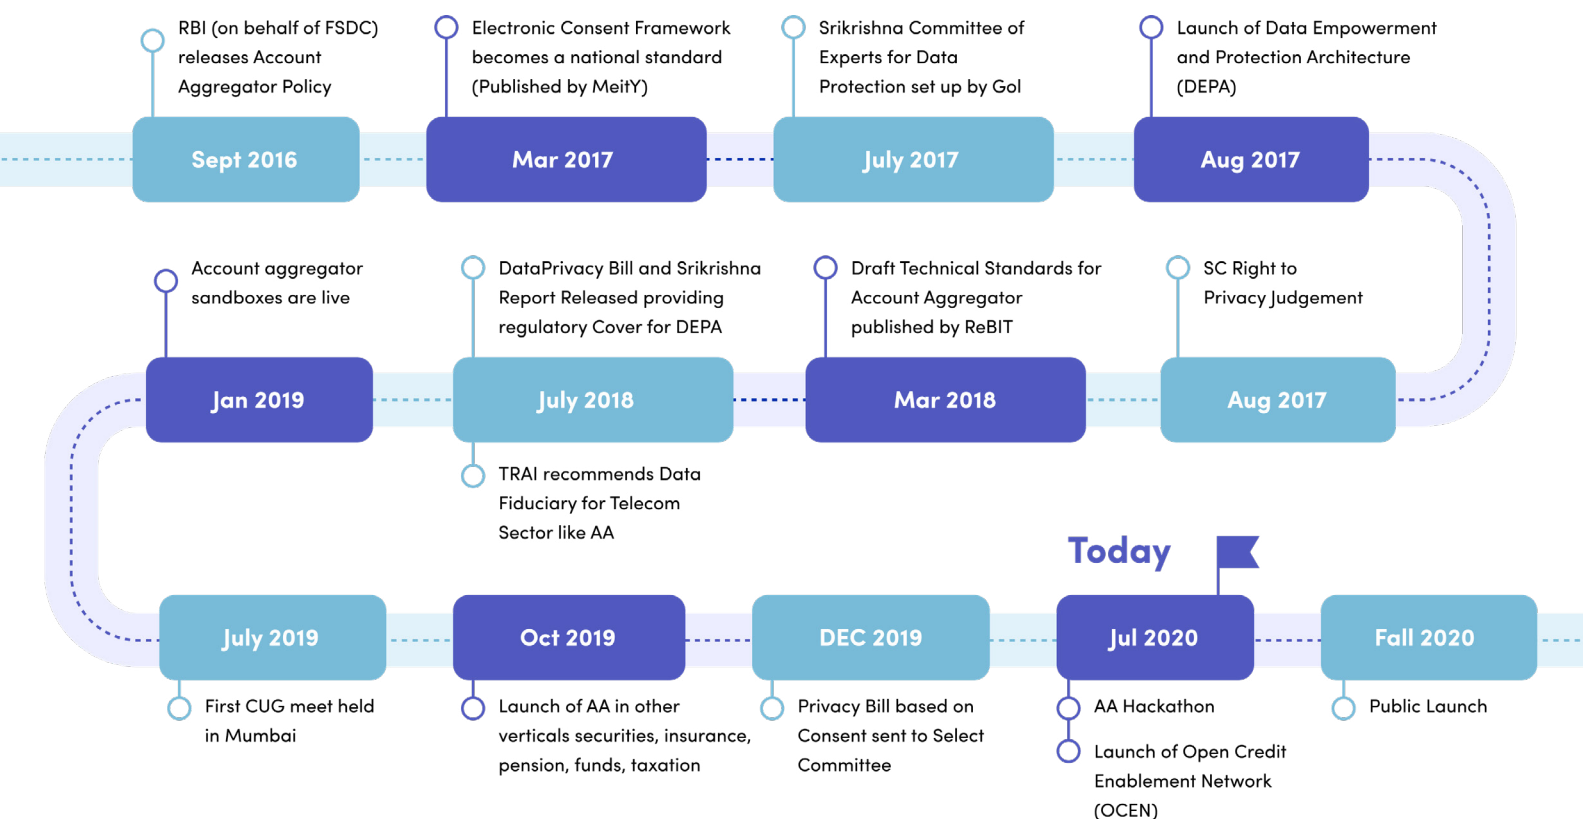 RBI (on behalf of FSDC)
releases Account
Aggregator Policy
Sept 2016
Electronic Consent Framework
becomes a national standard
(Published by MeitY)
Mar 2017
Srikrishna Committee of
Experts for Data
Protection set up by GoI
July 2017
Launch of Data Empowerment
and Protection Architecture
(DEPA)
Aug 2017
SC Right to
Privacy Judgement
Aug 2017
Draft Technical Standards for
Account Aggregator
published by ReBIT
Mar 2018
DataPrivacy Bill and Srikrishna
Report Released providing
regulatory Cover for DEPA
July 2018
TRAI recommends Data
Fiduciary for Telecom
Sector like AA
Account aggregator
sandboxes are live
Jan 2019
July 2019
First CUG meet held
in Mumbai
Oct 2019
Launch of AA in other
verticals securities, insurance,
pension, funds, taxation
DEC 2019
Privacy Bill based on
Consent sent to Select
Committee
Today
Jul 2020
AA Hackathon
Launch of Open Credit
Enablement Network
(OCEN)
Fall 2020
Public Launch